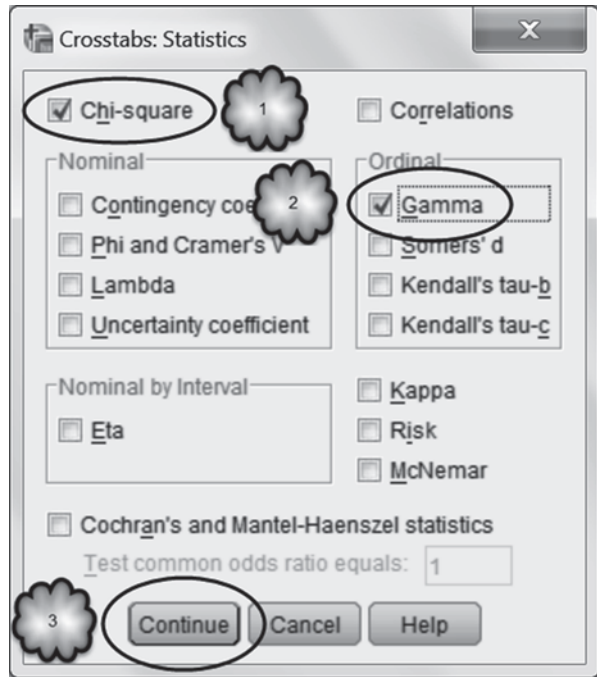 Crosstabs: Statistics
X
Chi-square
1
Correlations
Nominal
Ordinal
Contingency
2
Gamma
Phi and Cramer's V
Somers' d
Lambda
Kendall's tau-b
Uncertainty coefficient
Kendall's tau-c
Nominal by Interval
Kappa
Eta
Risk
McNemar
Cochran's and Mantel-Haenszel statistics
Test common odds ratio equals: 1
3
Continue
Cancel
Help